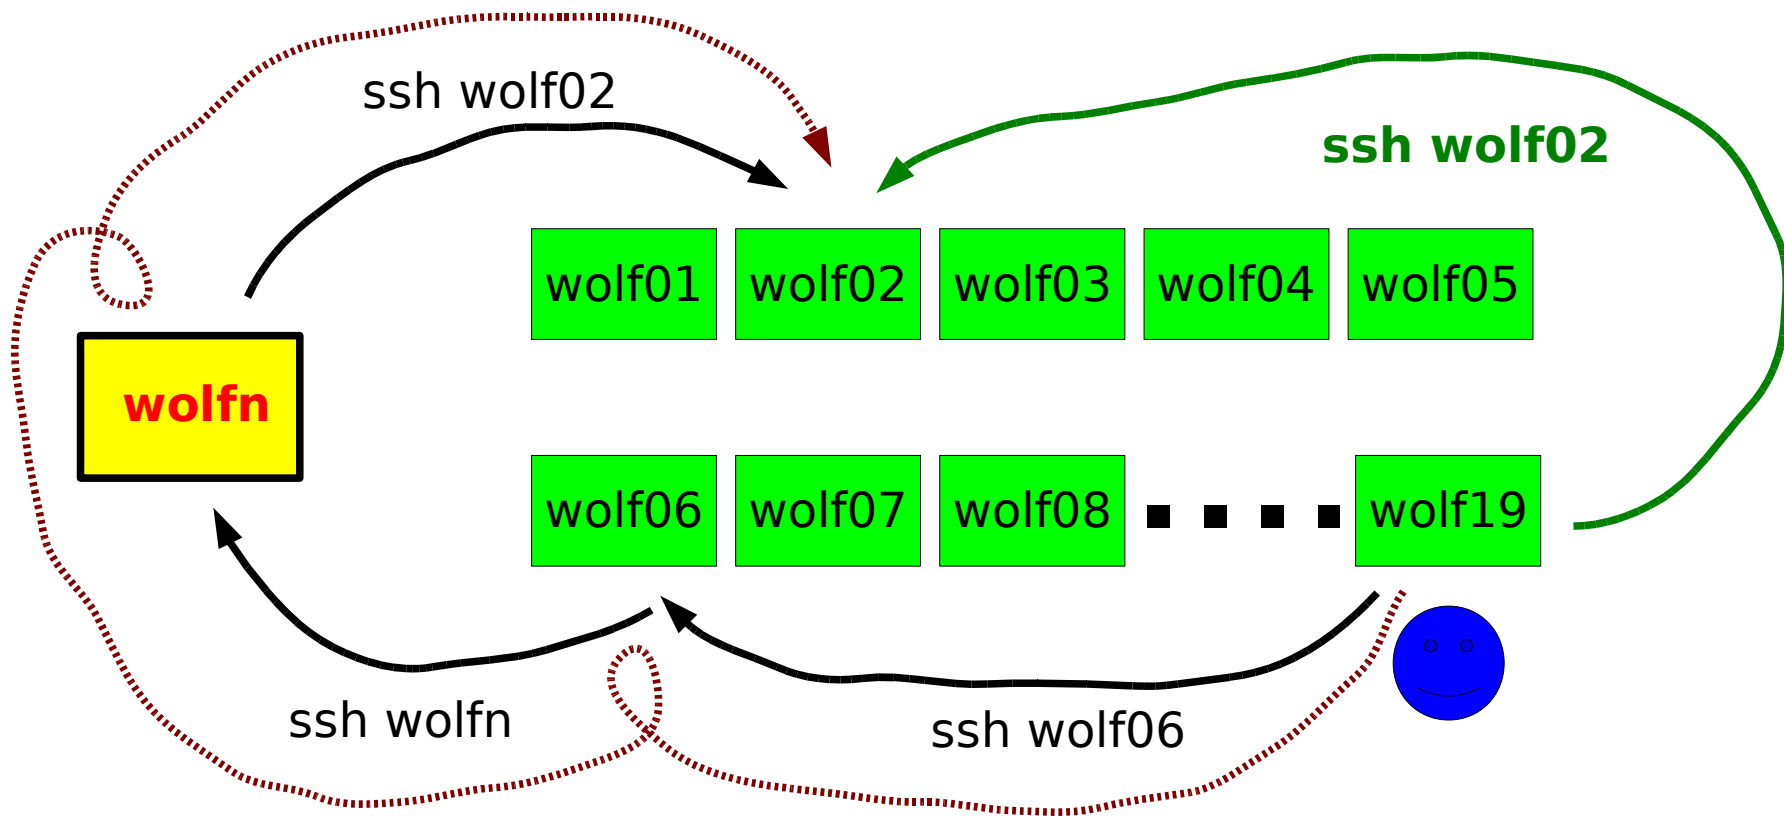 ssh wolf02
ssh wolf02
wolf01 wolf02 wolf03 wolf04 wolf05
wolfn
wolf06 wolf07 wolf08 wolf19
ssh wolfn
ssh wolf06